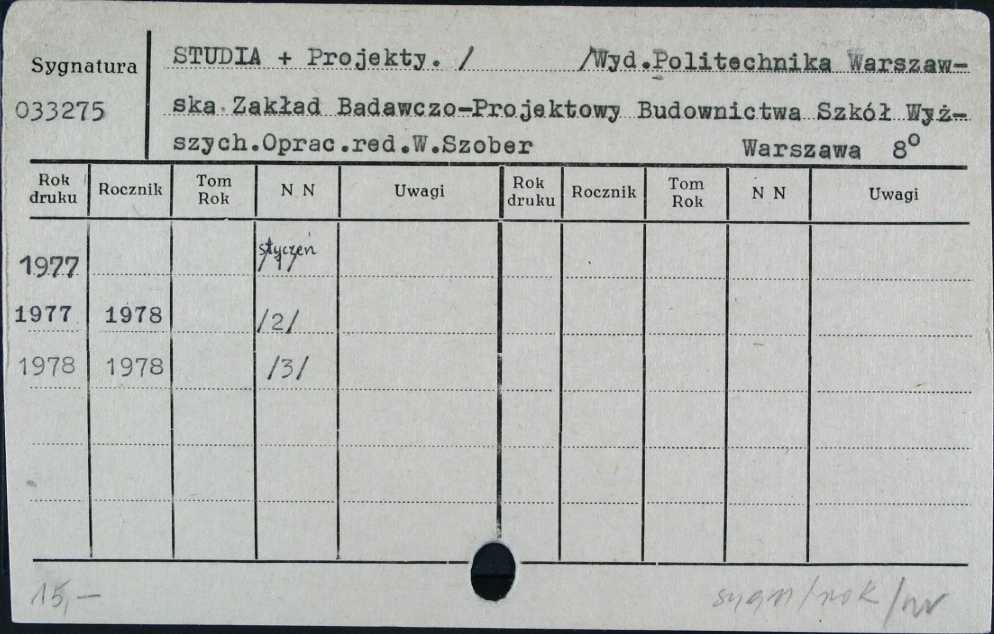 Sygnatura
033275
STUDIA + Projekty. / /Wyd.Politechnika Warszaw-
ska Zakład Badawczo-Projektowy Budownictwa Szkół Wyż-
szych.Oprac.red.W.Szober Warszawa 8°
Rok druku Rocznik Tom Rok N N Uwagi Rok druku Rocznik Tom Rok N N Uwagi
1977 styczeń
1977 1978 /2/
1978 1978 /3/
15,— sygn/rok/nr